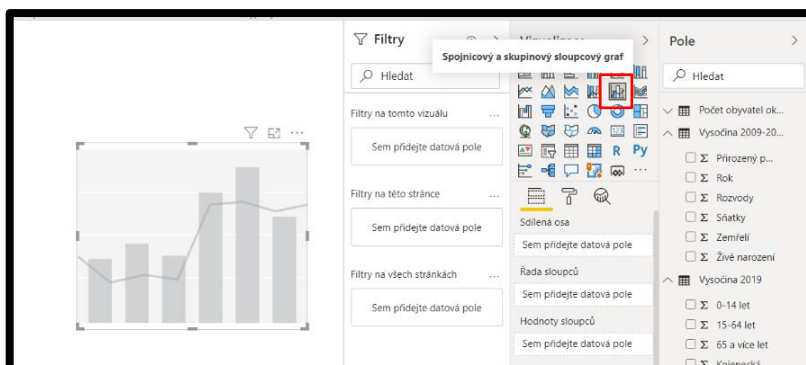 Filtry
Hledat
Filtry na tomto vizuálu ...
Sem přidejte datová pole
Filtry na této stránce ...
Sem přidejte datová pole
Filtry na všech stránkách ...
Sem přidejte datová pole
Spojnicový a skupinový sloupcový graf
R Py
123
Sdílená osa
Sem přidejte datová pole
Řada sloupců
Sem přidejte datová pole
Hodnoty sloupců
Sem přidejte datová pole
Pole
Hledat
Počet obyvatel ok...
Vysočina 2009-20...
Σ Přirozený p...
Σ Rok
Σ Rozvody
Σ Sňatky
Σ Zemřelí
Σ Živě narození
Vysočina 2019
Σ 0-14 let
Σ 15-64 let
Σ 65 a více let
Σ Kojenecká